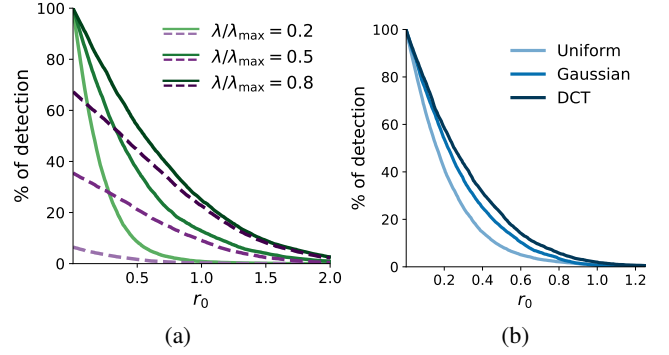 100
80
60
40
20
0
% of detection
0.5 1.0 1.5 2.0
r0
λ/λmax = 0.2
λ/λmax = 0.5
λ/λmax = 0.8
(a)
100
80
60
40
20
0
% of detection
0.2 0.4 0.6 0.8 1.0 1.2
r0
Uniform
Gaussian
DCT
(b)